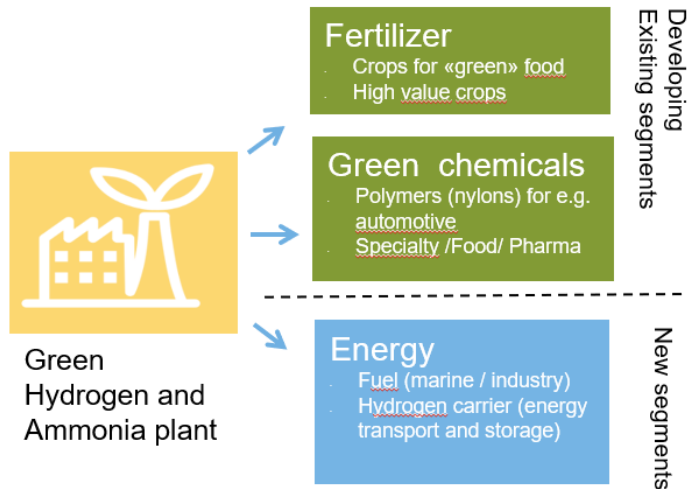 Fertilizer
Crops for «green» food
High value crops
Developing
Existing segments
Green chemicals
Polymers (nylons) for e.g.
automotive
Specialty /Food/ Pharma
Green
Hydrogen and
Ammonia plant
Energy
Fuel (marine / industry)
Hydrogen carrier (energy
transport and storage)
New segments